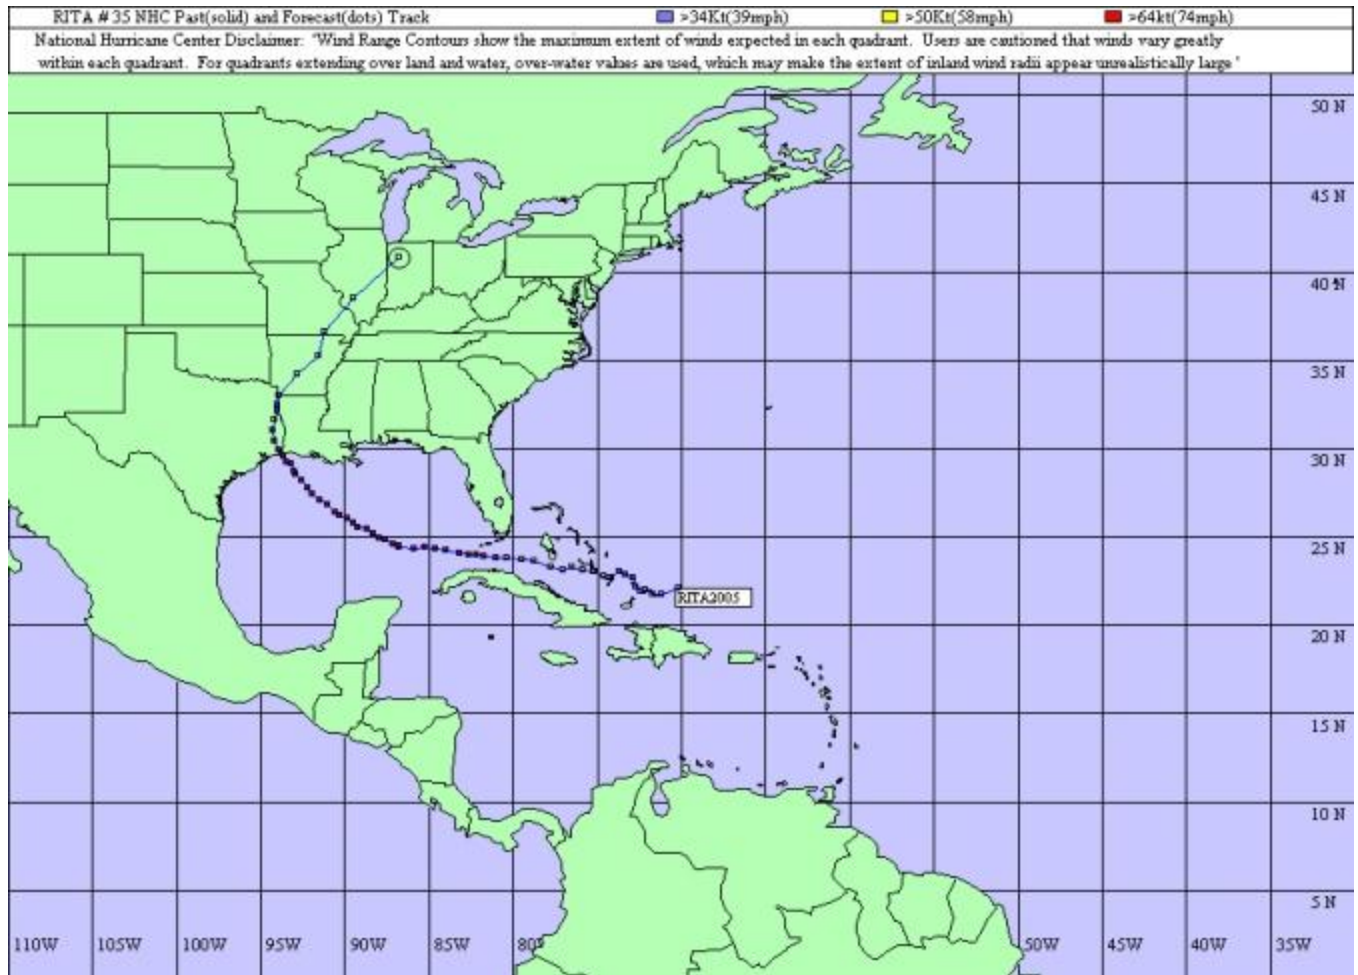 RITA # 35 NHC Past(solid) and Forecast(dots) Track >34Kt(39mph) >50Kt(58mph) >64kt(74mph)
National Hurricane Center Disclaimer: "Wind Range Contours show the maximum extent of winds expected in each quadrant. Users are cautioned that winds vary greatly
within each quadrant. For quadrants extending over land and water, over-water values are used, which may make the extent of inland wind radii appear unrealistically large"
50 N
45 N
40 N
35 N
30 N
25 N
RITA2005
20 N
15 N
10 N
5 N
110W 105W 100W 95W 90W 85W 80° 50W 45W 40W 35W